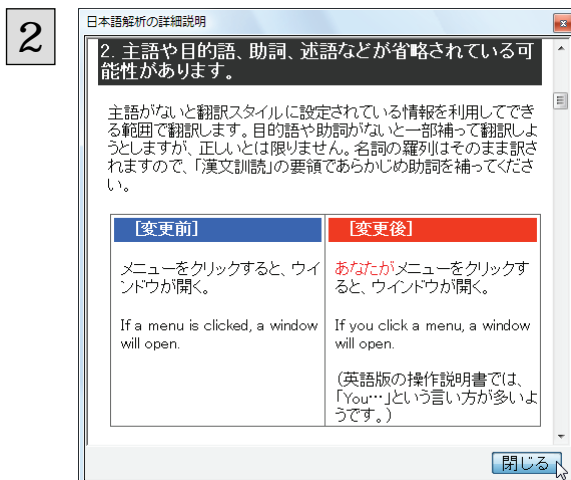 2
日本語解析の詳細説明
2. 主語や目的語、助詞、述語などが省略されている可
能性があります。
主語がないと翻訳スタイルに設定されている情報を利用してでき
る範囲で翻訳します。目的語や助詞がないと一部補って翻訳しよ
うとしますが、正しいとは限りません。名詞の羅列はそのまま訳さ
れますので、「漢文訓読」の要領であらかじめ助詞を補ってくださ
い。
［変更前］
メニューをクリックすると、ウイ
ンドウが開く。
If a menu is clicked, a window
will open.
［変更後］
あなたがメニューをクリックす
ると、ウインドウが開く。
If you click a menu, a window
will open.
（英語版の操作説明書では、
「You…」という言い方が多いよ
うです。）
閉じる